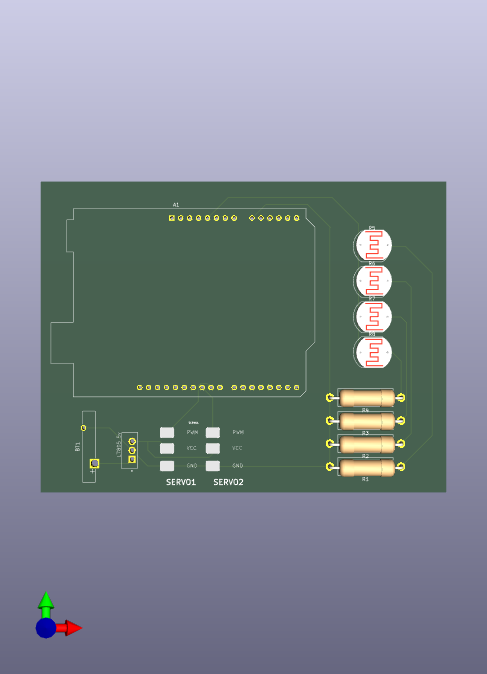 A1
R5
R6
R7
R8
R4
PWM
PWM
R3
VCC
VCC
BT1
R2
GND
GND
R1
SERVO1
SERVO2